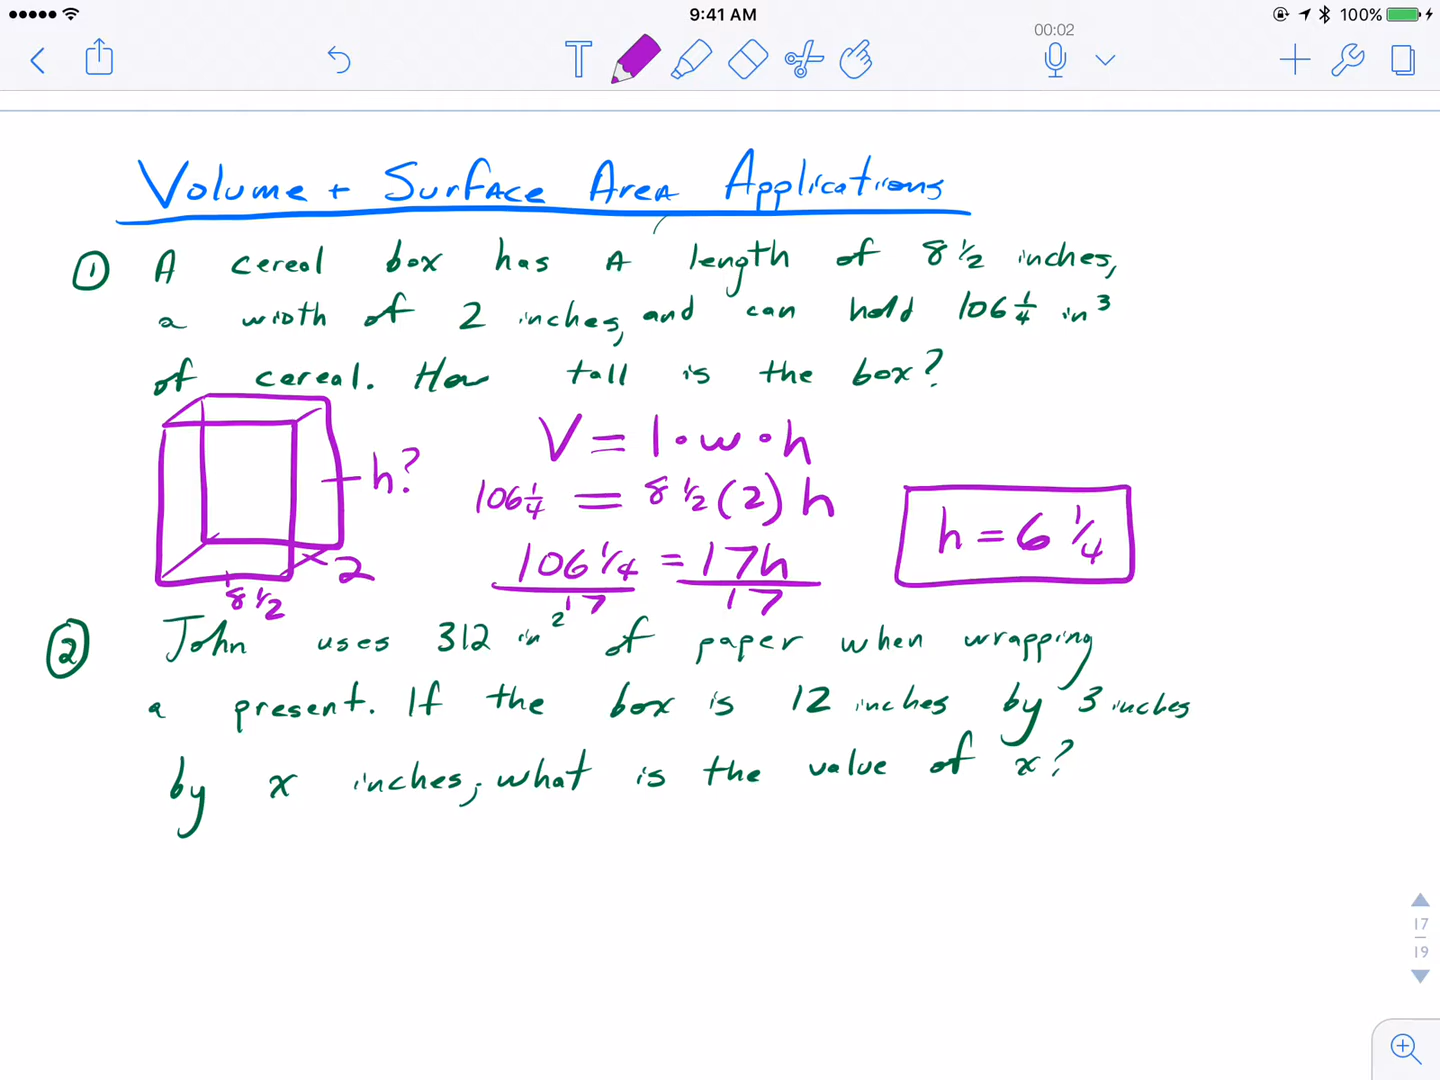 9:41 AM
100%
00:02
T
Volume + Surface Area Applications
① A cereal box has a length of 8 1/2 inches,
a width of 2 inches, and can hold 106 1/4 in³
of cereal. How tall is the box?
V = l · w · h
h?
106 1/4 = 8 1/2 (2) h
h = 6 1/4
106 1/4 = 17h
17 17
2
8 1/2
② John uses 312 in² of paper when wrapping
a present. If the box is 12 inches by 3 inches
by x inches, what is the value of x?
17
19